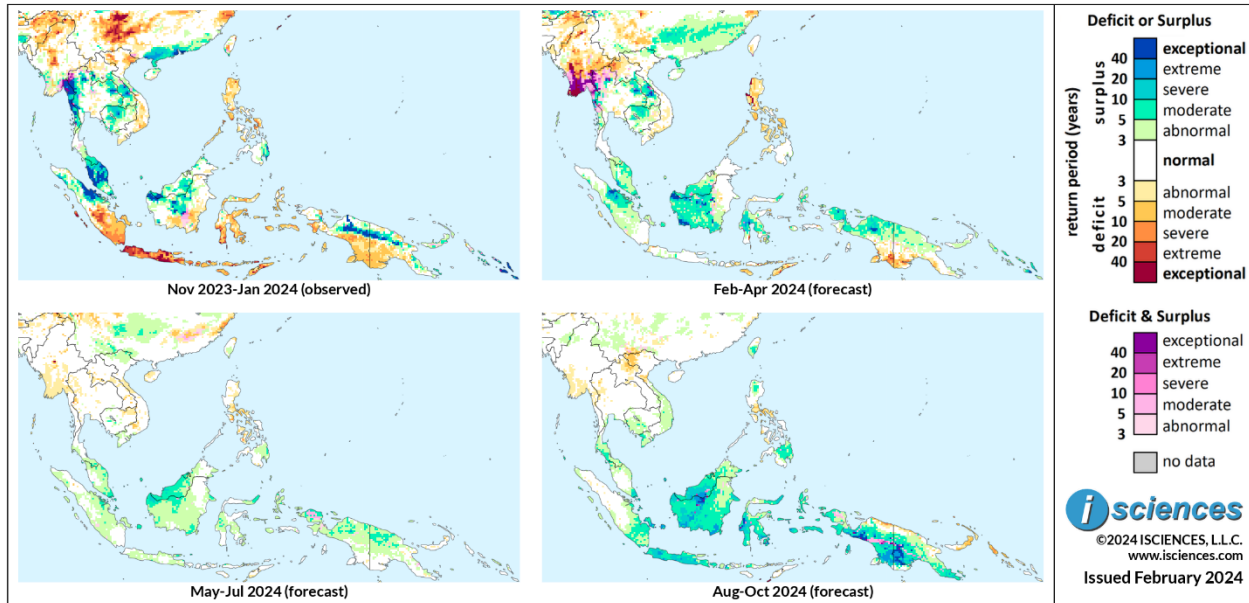 Nov 2023-Jan 2024 (observed)
Feb-Apr 2024 (forecast)
May-Jul 2024 (forecast)
Aug-Oct 2024 (forecast)
Deficit or Surplus
return period (years)
surplus
deficit
exceptional
40
extreme
20
severe
10
moderate
5
abnormal
3
normal
3
abnormal
5
moderate
10
severe
20
extreme
40
exceptional
Deficit & Surplus
exceptional
40
extreme
20
severe
10
moderate
5
abnormal
3
no data
i sciences
©2024 ISCIENCES, L.L.C.
www.isciences.com
Issued February 2024